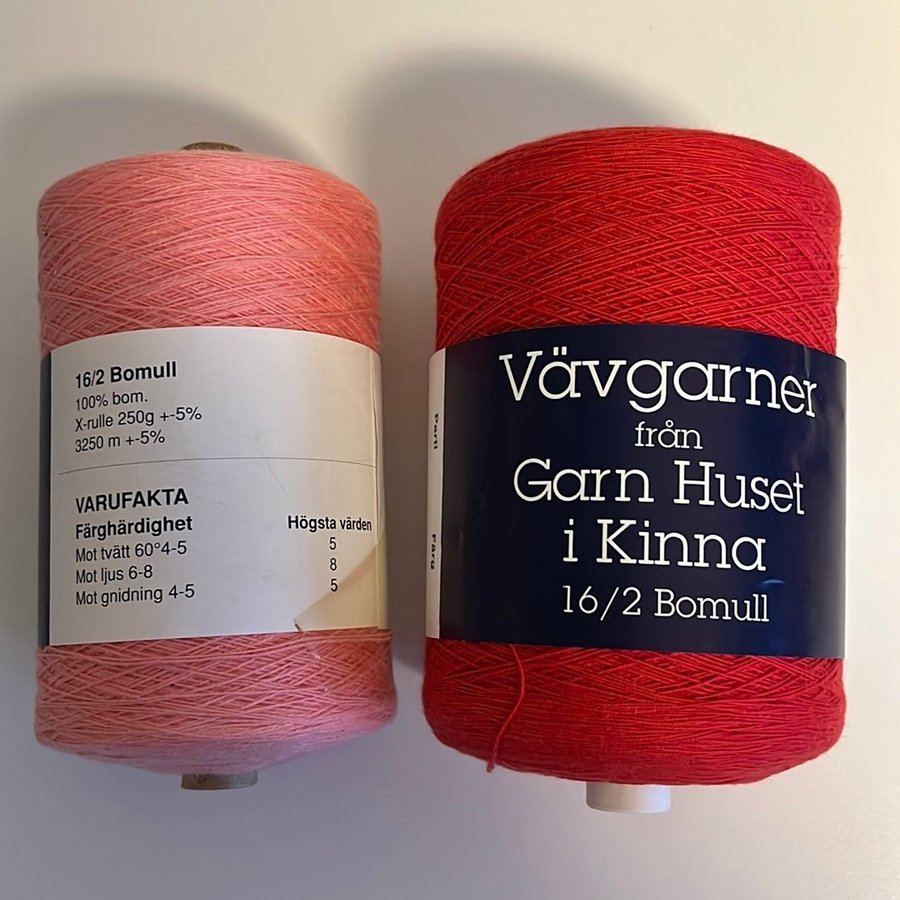 16/2 Bomull
100% bom.
X-rulle 250g +-5%
3250 m +-5%
VARUFAKTA
Färghärdighet Högsta värden
Mot tvätt 60°4-5 5
Mot ljus 6-8 8
Mot gnidning 4-5 5
Parti
Färg
Vävgarner
från
Garn Huset
i Kinna
16/2 Bomull